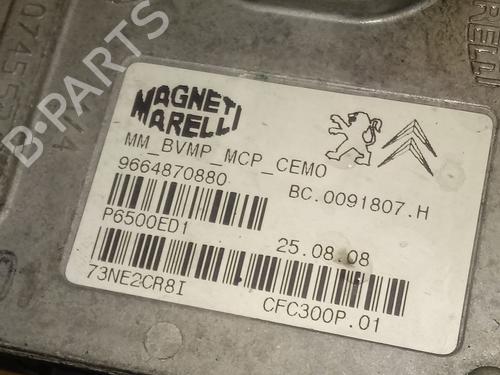 B-PARTS
MAGNETI
MARELLI
MM_BVMP_MCP_CEMO
9664870880
BC.0091807.H
P6500ED1
25.08.08
73NE2CR8I
CFC300P.01